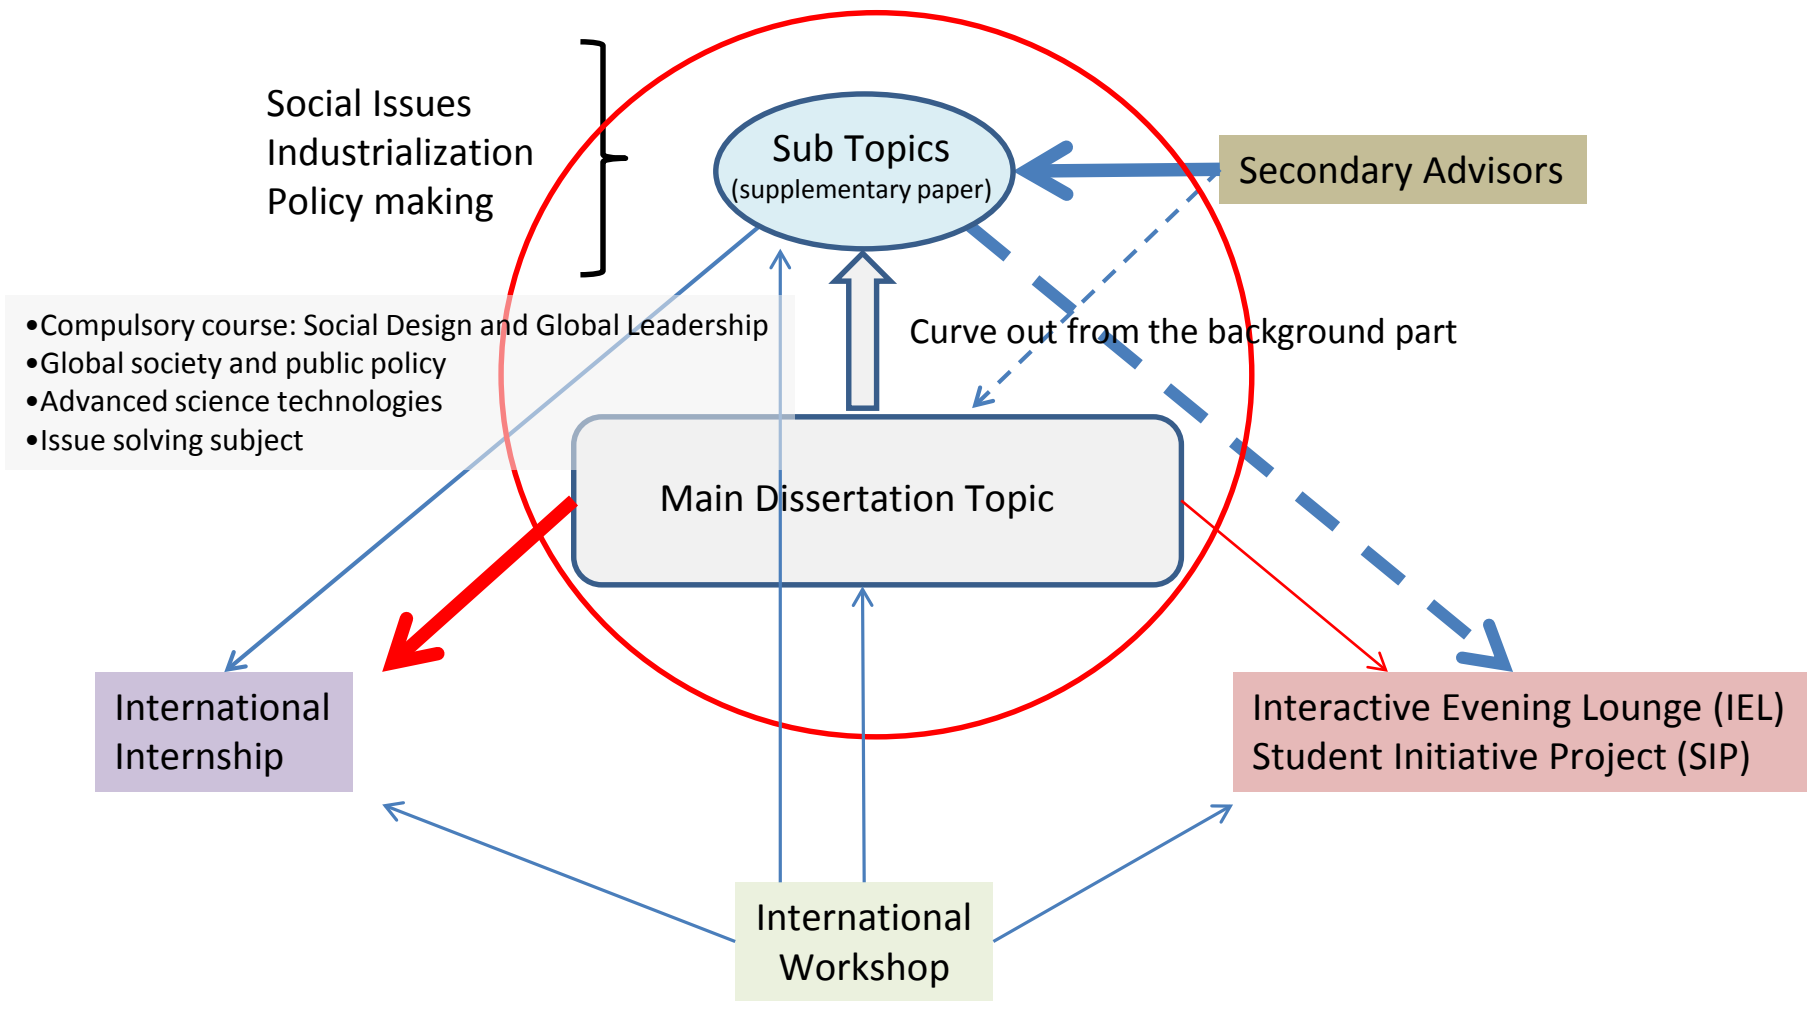 Social Issues
Industrialization
Policy making
Sub Topics
(supplementary paper)
Secondary Advisors
•Compulsory course: Social Design and Global Leadership
•Global society and public policy
•Advanced science technologies
•Issue solving subject
Curve out from the background part
Main Dissertation Topic
International
Internship
Interactive Evening Lounge (IEL)
Student Initiative Project (SIP)
International
Workshop